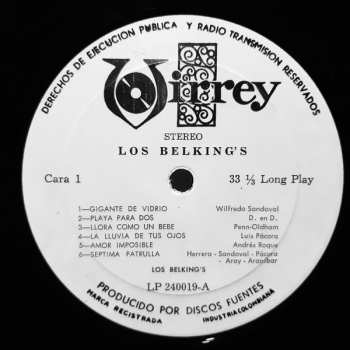 DERECHOS DE EJECUCION PUBLICA Y RADIO TRANSMISION RESERVADOS
Virrey
STEREO
LOS BELKING'S
Cara 1 33 ⅓ Long Play
1—GIGANTE DE VIDRIO Wilfredo Sandoval
2—PLAYA PARA DOS D. en D.
3—LLORA COMO UN BEBE Penn-Oldham
4—LA LLUVIA DE TUS OJOS Luis Pácora
5—AMOR IMPOSIBLE Andrés Roque
6—SEPTIMA PATRULLA Herrera - Sandoval - Pácora
- Aray - Aranibar
LOS BELKING'S
LP 240019-A
PRODUCIDO POR DISCOS FUENTES
MARCA REGISTRADA INDUSTRIA COLOMBIANA